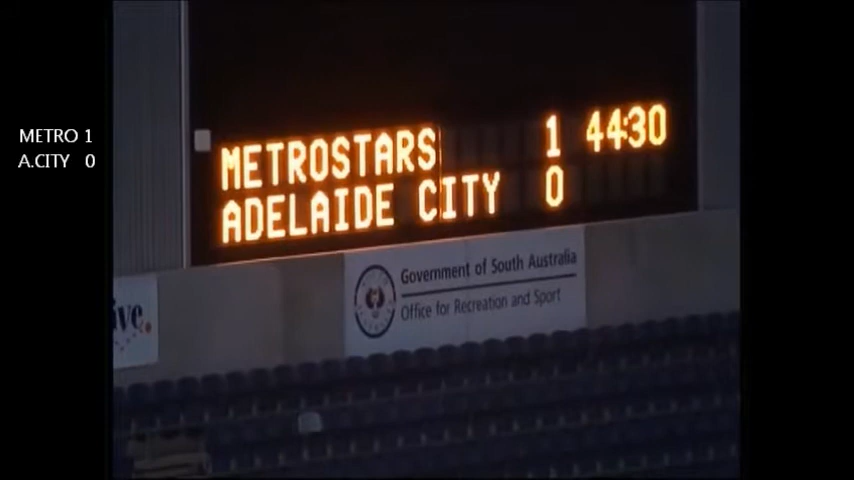 METRO 1
A.CITY 0
METROSTARS 1 44:30
ADELAIDE CITY 0
Government of South Australia
Office for Recreation and Sport